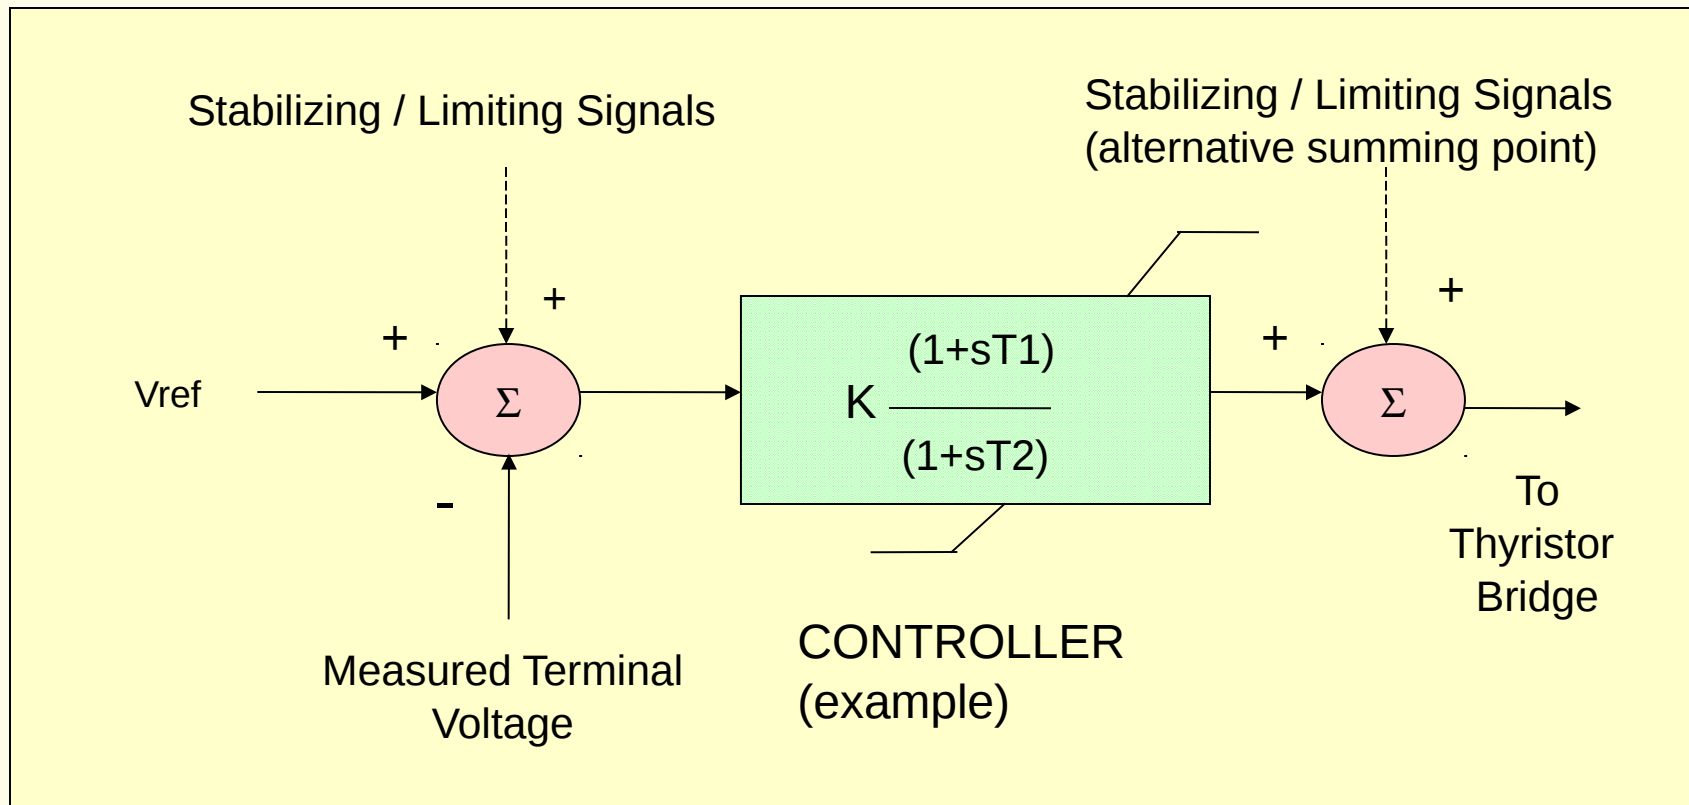 Stabilizing / Limiting Signals
Stabilizing / Limiting Signals
(alternative summing point)
+
+
+
+
Vref
Σ
K
(1+sT1)
(1+sT2)
Σ
-
To
Thyristor
Bridge
Measured Terminal
Voltage
CONTROLLER
(example)